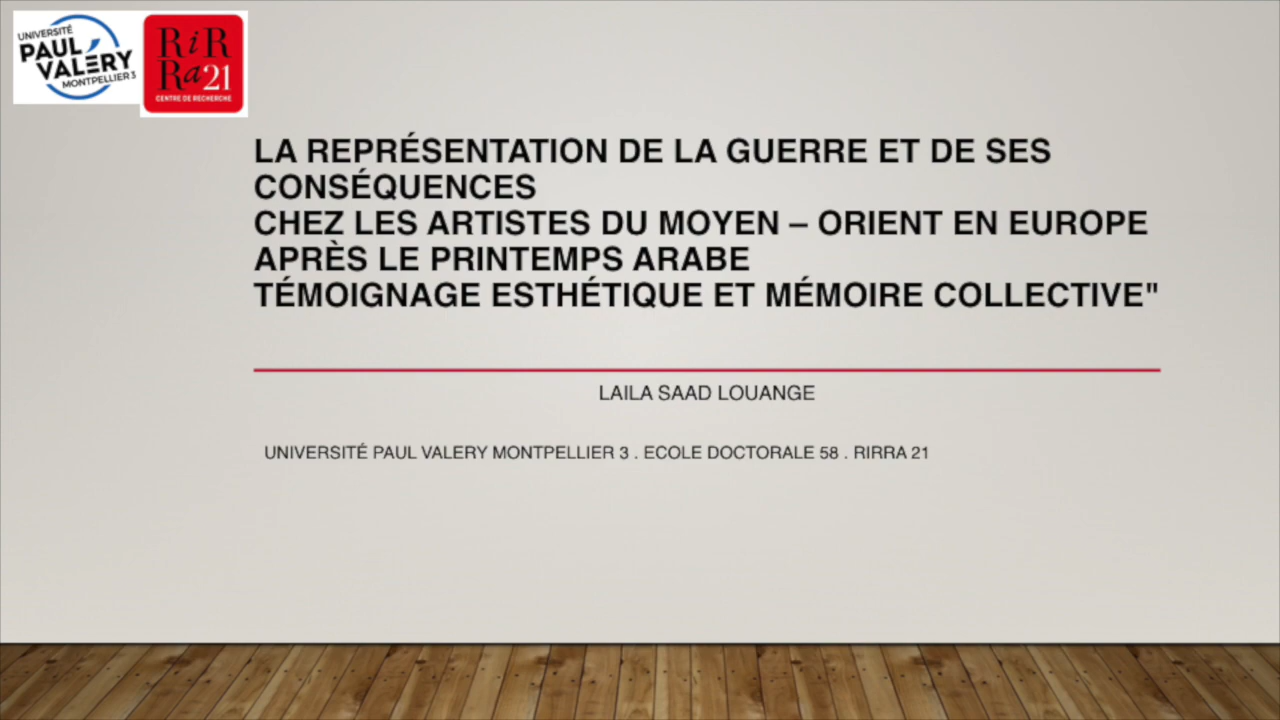 UNIVERSITÉ
PAUL
VALÉRY
MONTPELLIER 3
RiR
Ra21
CENTRE DE RECHERCHE
LA REPRÉSENTATION DE LA GUERRE ET DE SES
CONSÉQUENCES
CHEZ LES ARTISTES DU MOYEN – ORIENT EN EUROPE
APRÈS LE PRINTEMPS ARABE
TÉMOIGNAGE ESTHÉTIQUE ET MÉMOIRE COLLECTIVE"
LAILA SAAD LOUANGE
UNIVERSITÉ PAUL VALERY MONTPELLIER 3 . ECOLE DOCTORALE 58 . RIRRA 21